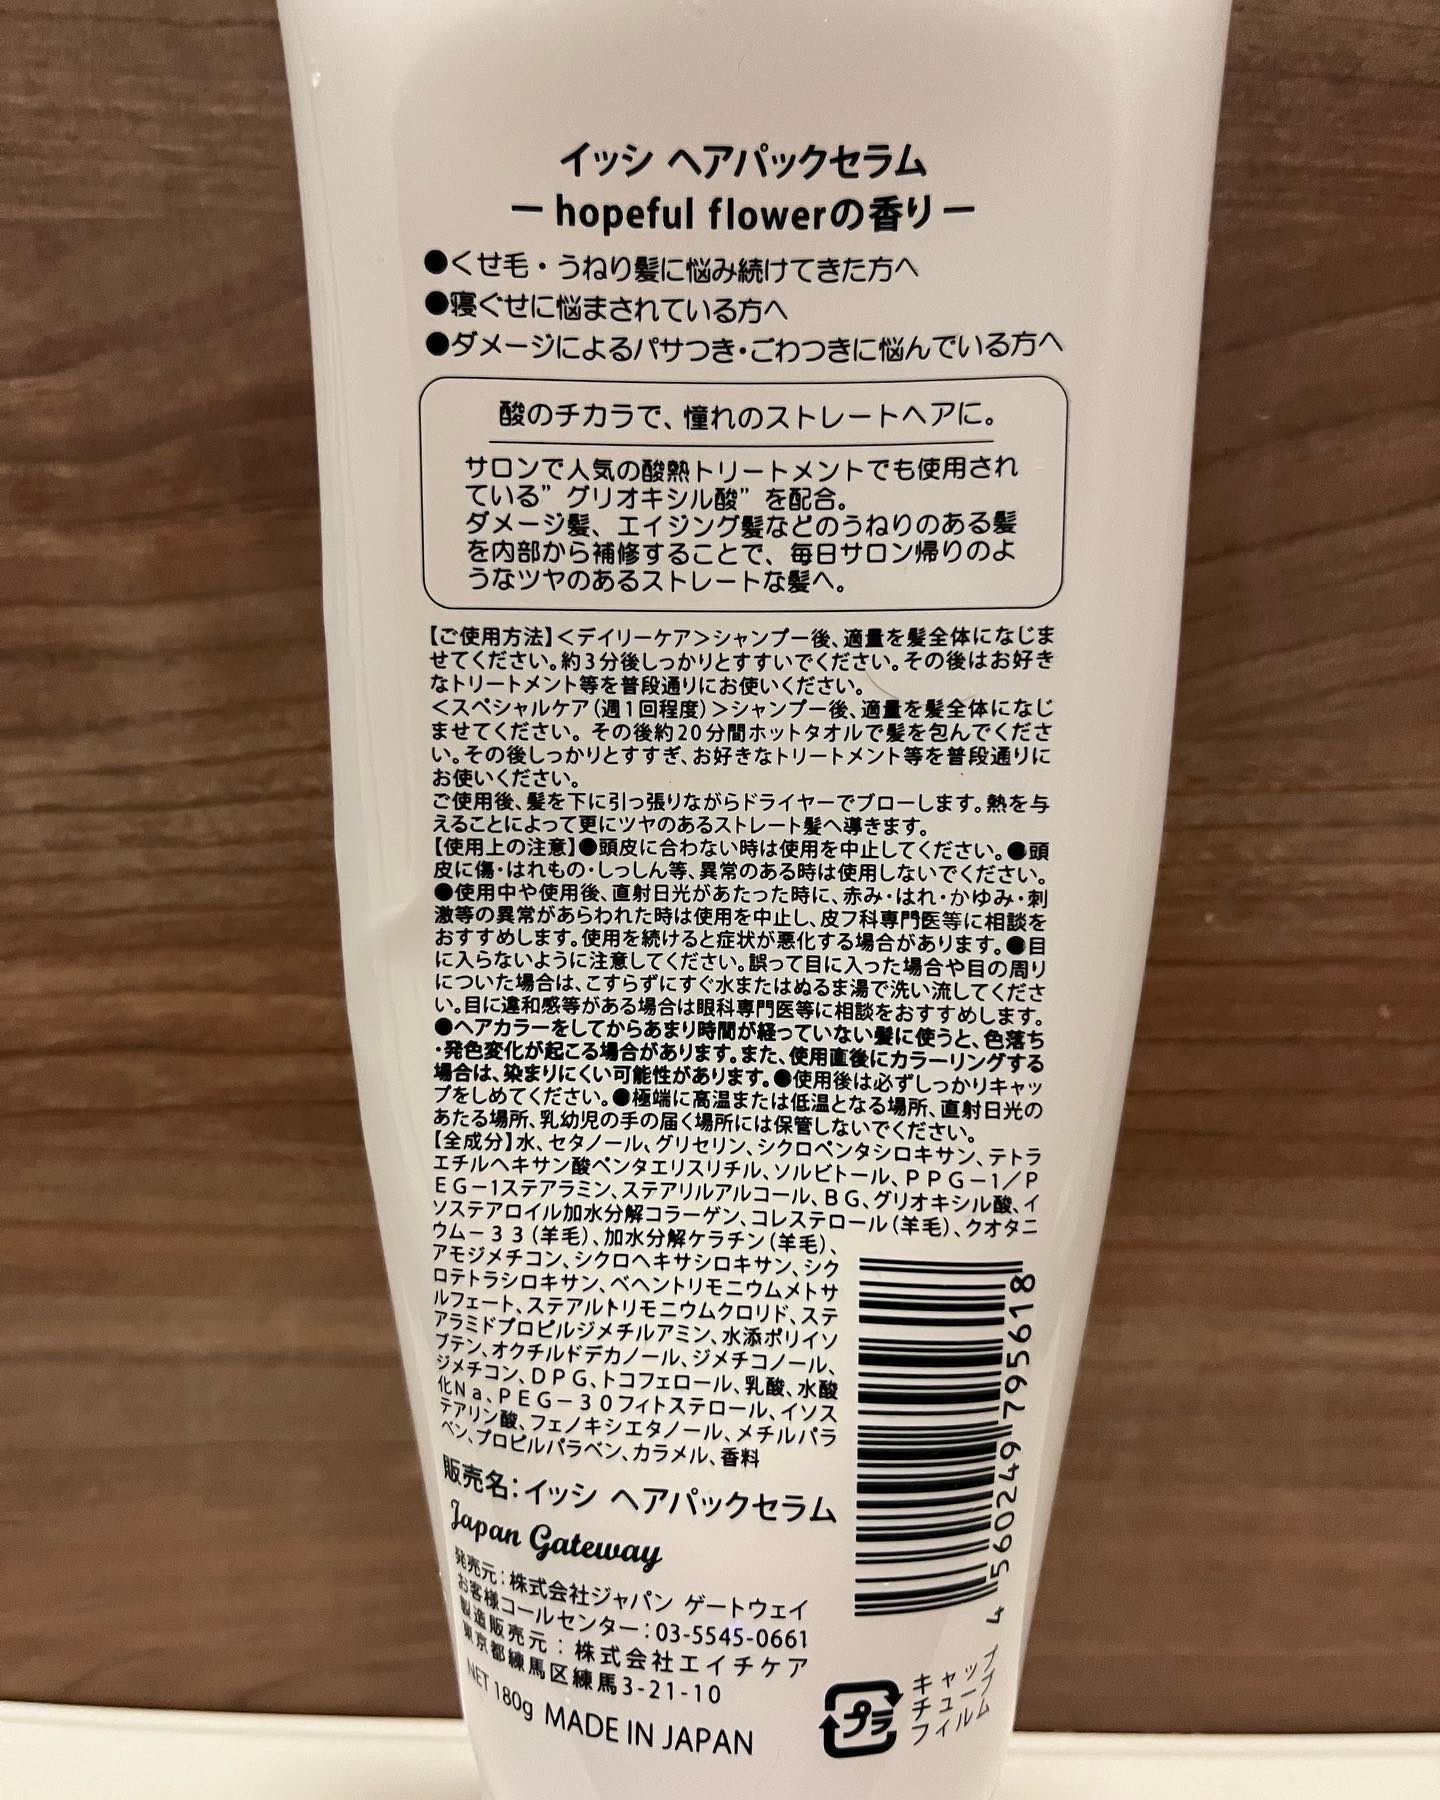 イッシ ヘアパックセラム
－hopeful flowerの香り－
●くせ毛・うねり髪に悩み続けてきた方へ
●寝ぐせに悩まされている方へ
●ダメージによるパサつき・ごわつきに悩んでいる方へ
酸のチカラで、憧れのストレートヘアに。
サロンで人気の酸熱トリートメントでも使用され
ている”グリオキシル酸”を配合。
ダメージ髪、エイジング髪などのうねりのある髪
を内部から補修することで、毎日サロン帰りのよ
うなツヤのあるストレートな髪へ。
【ご使用方法】＜デイリーケア＞シャンプー後、適量を髪全体になじま
せてください。約3分後しっかりとすすいでください。その後はお好き
なトリートメント等を普段通りにお使いください。
＜スペシャルケア（週1回程度）＞シャンプー後、適量を髪全体になじ
ませてください。その後約20分間ホットタオルで髪を包んでくださ
い。その後しっかりとすすぎ、お好きなトリートメント等を普段通りに
お使いください。
ご使用後、髪を下に引っ張りながらドライヤーでブローします。熱を与
えることによって更にツヤのあるストレート髪へ導きます。
【使用上の注意】●頭皮に合わない時は使用を中止してください。●頭
皮に傷・はれもの・しっしん等、異常のある時は使用しないでください。
●使用中や使用後、直射日光があたった時に、赤み・はれ・かゆみ・刺
激等の異常があらわれた時は使用を中止し、皮フ科専門医等に相談を
おすすめします。使用を続けると症状が悪化する場合があります。●目
に入らないように注意してください。誤って目に入った場合や目の周り
についた場合は、こすらずにすぐ水またはぬるま湯で洗い流してくださ
い。目に違和感等がある場合は眼科専門医等に相談をおすすめします。
●ヘアカラーをしてからあまり時間が経っていない髪に使うと、色落ち
・発色変化が起こる場合があります。また、使用直後にカラーリングする
場合は、染まりにくい可能性があります。●使用後は必ずしっかりキャッ
プをしめてください。●極端に高温または低温となる場所、直射日光の
あたる場所、乳幼児の手の届く場所には保管しないでください。
【全成分】水、セタノール、グリセリン、シクロペンタシロキサン、テトラ
エチルヘキサン酸ペンタエリスリチル、ソルビトール、PPG－1／P
EG－1ステアラミン、ステアリルアルコール、BG、グリオキシル酸、イ
ソステアロイル加水分解コラーゲン、コレステロール（羊毛）、クオタニ
ウム－33（羊毛）、加水分解ケラチン（羊毛）、
アモジメチコン、シクロヘキサシロキサン、シク
ロテトラシロキサン、ベヘントリモニウムメトサ
ルフェート、ステアルトリモニウムクロリド、ステ
アラミドプロピルジメチルアミン、水添ポリイソ
ブテン、オクチルドデカノール、ジメチコノール、
ジメチコン、DPG、トコフェロール、乳酸、水酸
化Na、PEG－30フィトステロール、イソス
テアリン酸、フェノキシエタノール、メチルパラ
ベン、プロピルパラベン、カラメル、香料
販売名：イッシ ヘアパックセラム
Japan Gateway
発売元：株式会社ジャパン ゲートウェイ
お客様コールセンター：03-5545-0661
製造販売元：株式会社エイチケア
東京都練馬区練馬3-21-10
NET 180g MADE IN JAPAN
4 560249 795618
プラ
キャップ
チューブ
フィルム